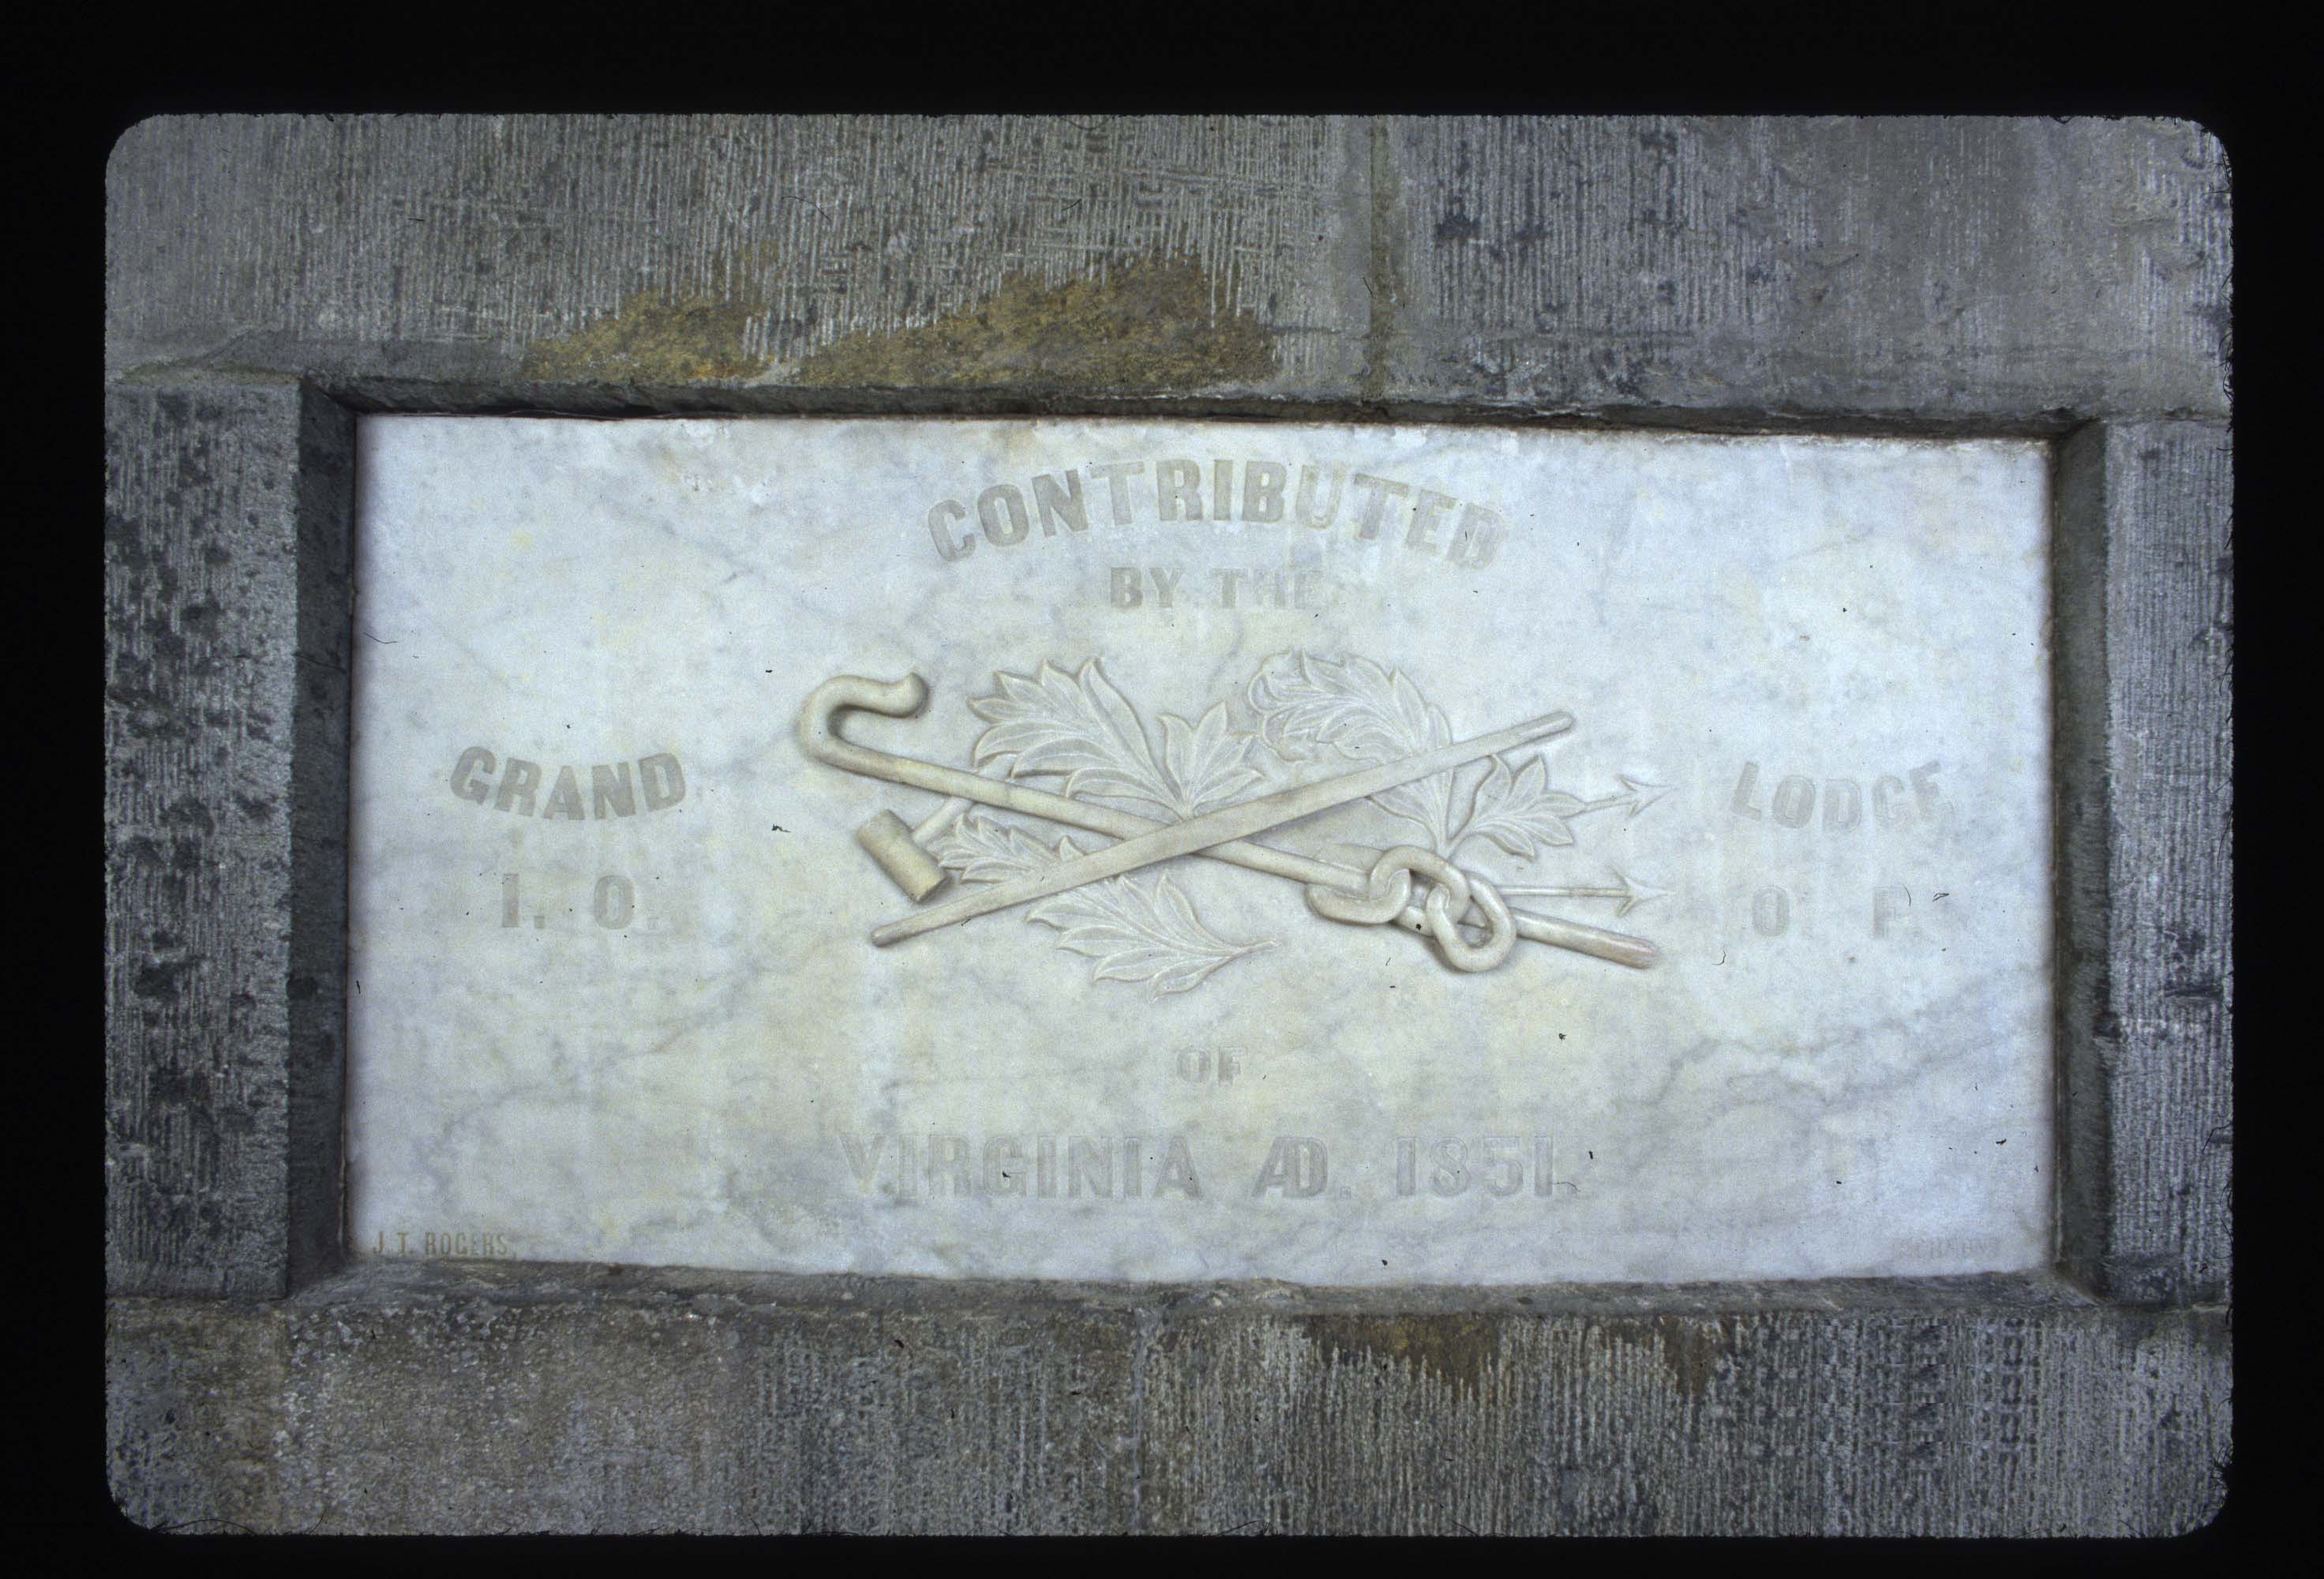 CONTRIBUTED
BY THE
GRAND LODGE
I. O. O. F.
OF
VIRGINIA AD. 1851.
J. T. ROGERS,